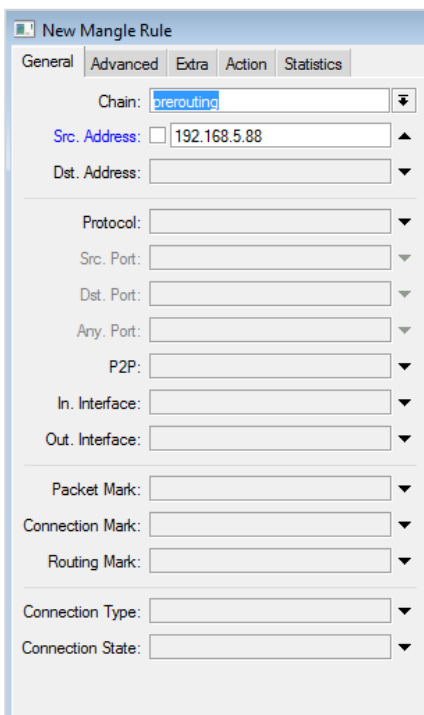 New Mangle Rule
General Advanced Extra Action Statistics
Chain: prerouting
Src. Address: 192.168.5.88
Dst. Address:
Protocol:
Src. Port:
Dst. Port:
Any. Port:
P2P:
In. Interface:
Out. Interface:
Packet Mark:
Connection Mark:
Routing Mark:
Connection Type:
Connection State: